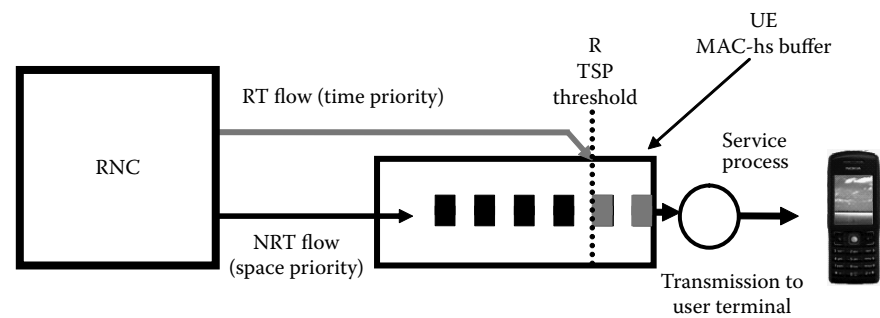 R
TSP
threshold
UE
MAC-hs buffer
RT flow (time priority)
RNC
Service
process
NRT flow
(space priority)
Transmission to
user terminal